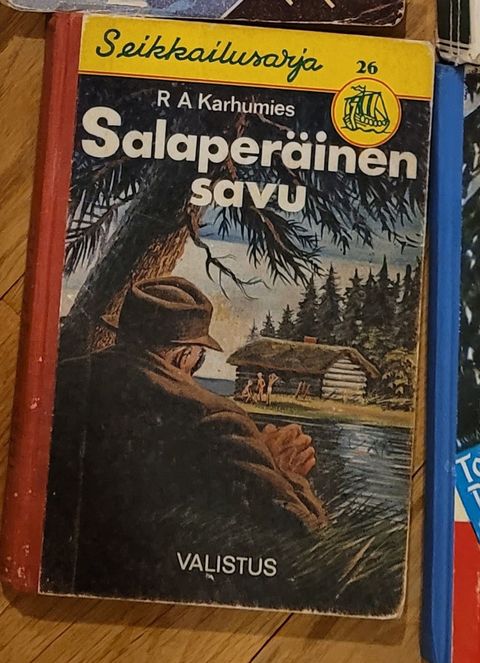 Seikkailusarja 26
R A Karhumies
Salaperäinen
savu
VALISTUS